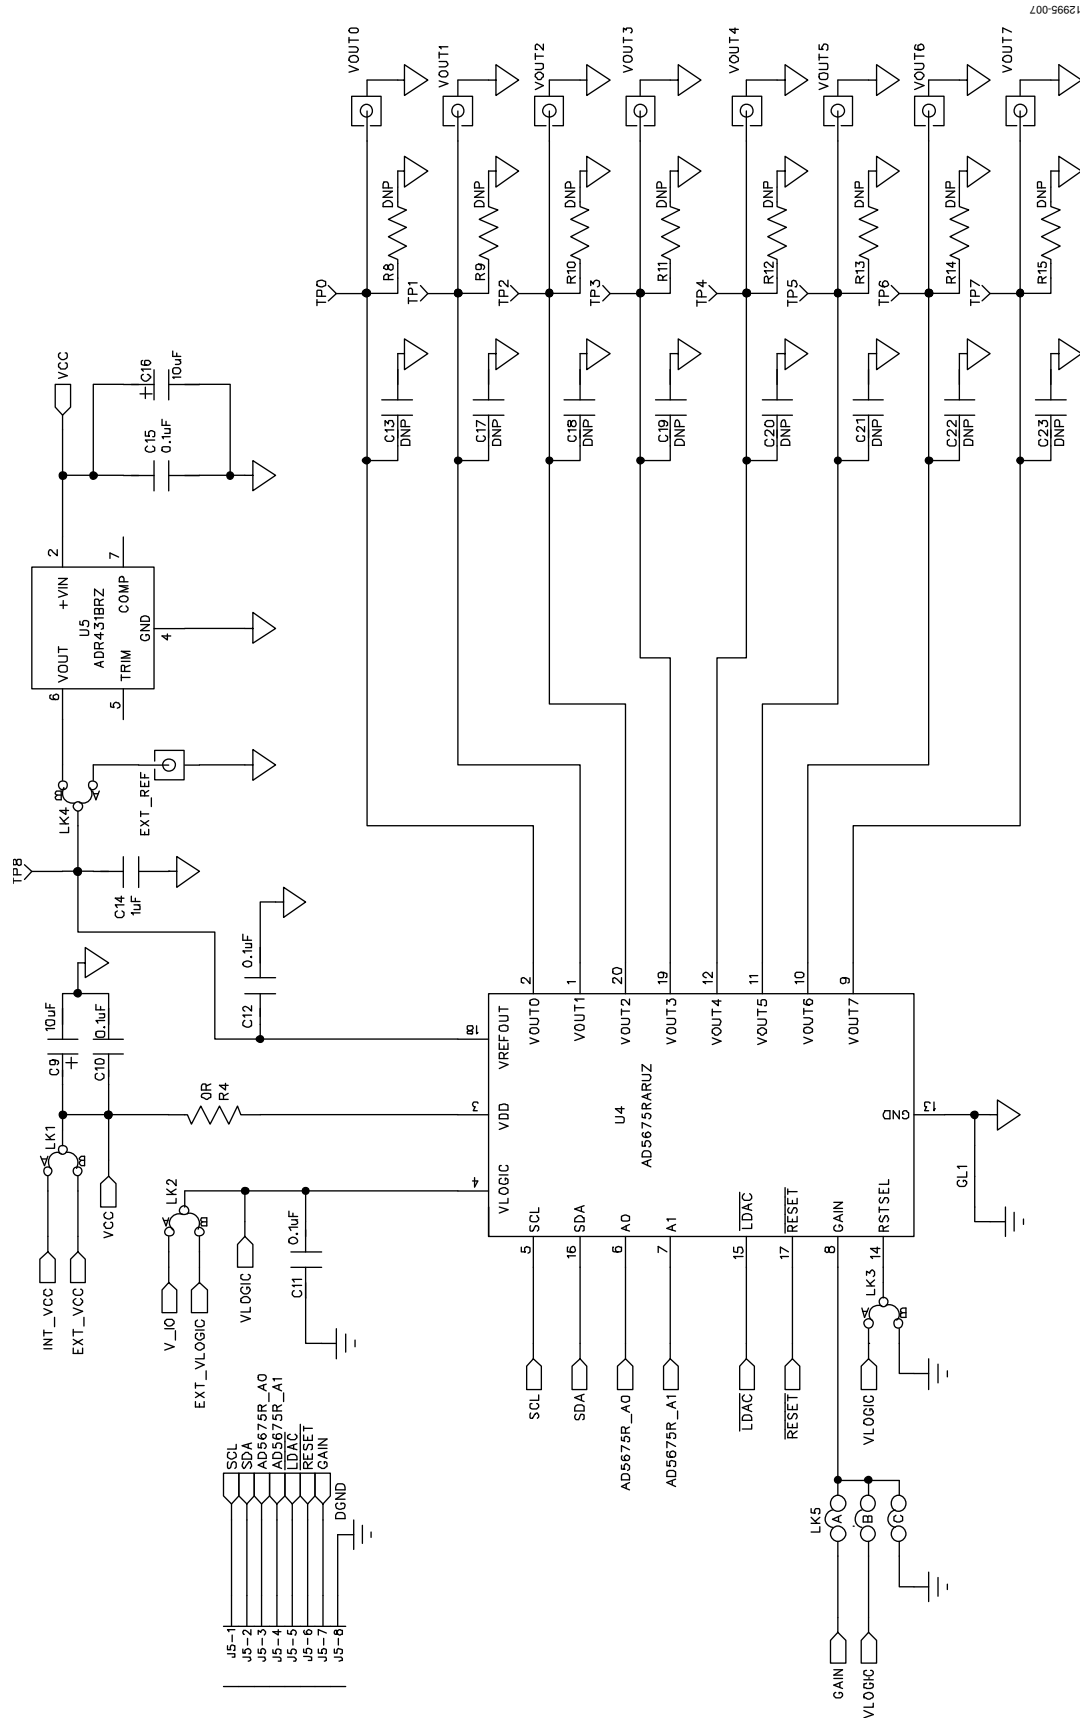 12995-007
VOUT0
VOUT1
VOUT2
VOUT3
VOUT4
VOUT5
VOUT6
VOUT7
R8
DNP
R9
DNP
R10
DNP
R11
DNP
R12
DNP
R13
DNP
R14
DNP
R15
DNP
TP0
TP1
TP2
TP3
TP4
TP5
TP6
TP7
C13
DNP
C17
DNP
C18
DNP
C19
DNP
C20
DNP
C21
DNP
C22
DNP
C23
DNP
VCC
C16
10uF
C15
0.1uF
2
7
+VIN
COMP
U5
ADR431BRZ
GND
4
VOUT
TRIM
6
5
B
A
LK4
EXT_REF
TP8
C14
1uF
0.1uF
C12
10uF
0.1uF
C9
C10
0R
R4
LK1
A
B
INT_VCC
EXT_VCC
VCC
LK2
A
B
V_IO
EXT_VLOGIC
VLOGIC
0.1uF
C11
18
3
4
VREFOUT
VDD
VLOGIC
2
1
20
19
12
11
10
9
VOUT0
VOUT1
VOUT2
VOUT3
VOUT4
VOUT5
VOUT6
VOUT7
U4
AD5675RARUZ
GND
13
GL1
SCL
SDA
A0
A1
LDAC
RESET
GAIN
RSTSEL
5
16
6
7
15
17
8
14
LK3
A
B
SCL
SDA
AD5675R_A0
AD5675R_A1
LDAC
RESET
VLOGIC
LK5
A
B
C
GAIN
VLOGIC
SCL
SDA
AD5675R_A0
AD5675R_A1
LDAC
RESET
GAIN
DGND
J5-1
J5-2
J5-3
J5-4
J5-5
J5-6
J5-7
J5-8